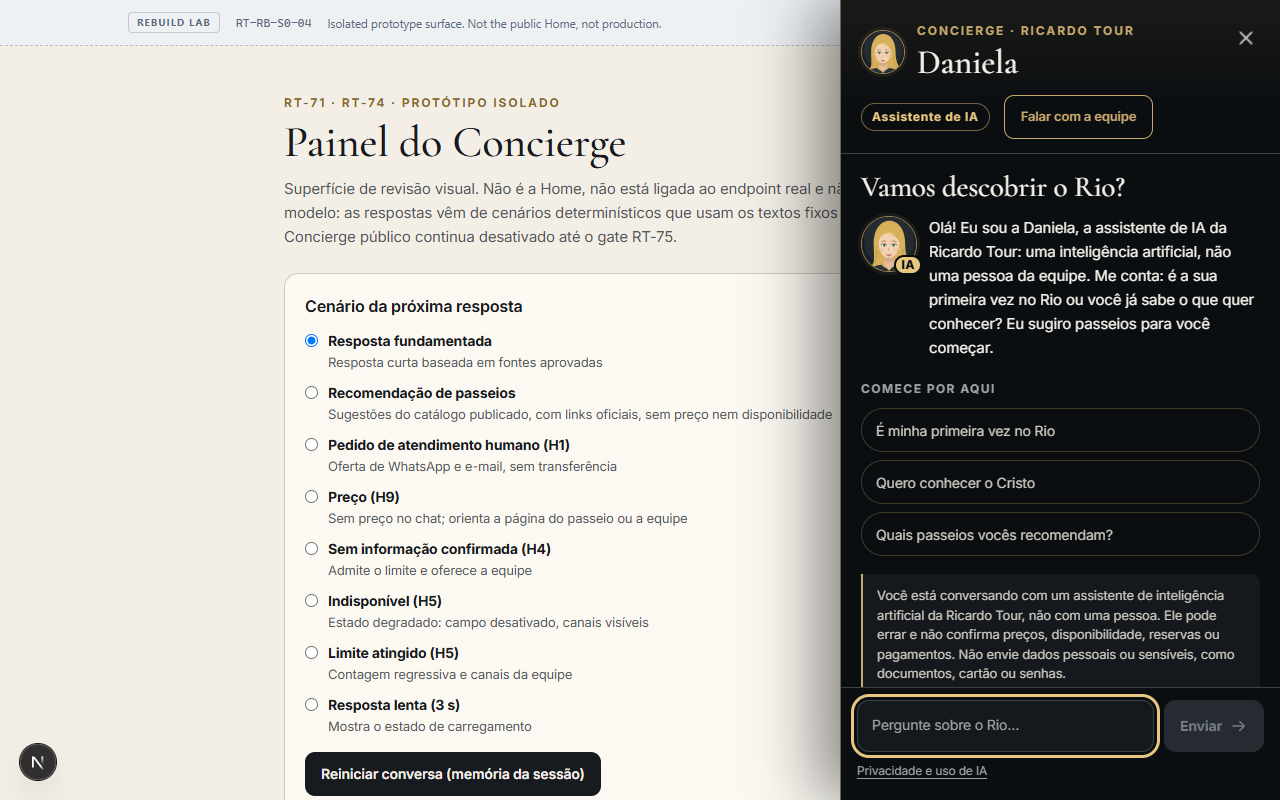 REBUILD LAB RT-RB-S0-04 Isolated prototype surface. Not the public Home, not production.
RT-71 · RT-74 · PROTÓTIPO ISOLADO
Painel do Concierge
Superfície de revisão visual. Não é a Home, não está ligada ao endpoint real e
modelo: as respostas vêm de cenários determinísticos que usam os textos fixos
Concierge público continua desativado até o gate RT-75.
Cenário da próxima resposta
Resposta fundamentada
Resposta curta baseada em fontes aprovadas
Recomendação de passeios
Sugestões do catálogo publicado, com links oficiais, sem preço nem disponibilidade
Pedido de atendimento humano (H1)
Oferta de WhatsApp e e-mail, sem transferência
Preço (H9)
Sem preço no chat; orienta a página do passeio ou a equipe
Sem informação confirmada (H4)
Admite o limite e oferece a equipe
Indisponível (H5)
Estado degradado: campo desativado, canais visíveis
Limite atingido (H5)
Contagem regressiva e canais da equipe
Resposta lenta (3 s)
Mostra o estado de carregamento
Reiniciar conversa (memória da sessão)
N
CONCIERGE · RICARDO TOUR
Daniela
Assistente de IA
Falar com a equipe
Vamos descobrir o Rio?
IA
Olá! Eu sou a Daniela, a assistente de IA da
Ricardo Tour: uma inteligência artificial, não
uma pessoa da equipe. Me conta: é a sua
primeira vez no Rio ou você já sabe o que quer
conhecer? Eu sugiro passeios para você
começar.
COMECE POR AQUI
É minha primeira vez no Rio
Quero conhecer o Cristo
Quais passeios vocês recomendam?
Você está conversando com um assistente de inteligência
artificial da Ricardo Tour, não com uma pessoa. Ele pode
errar e não confirma preços, disponibilidade, reservas ou
pagamentos. Não envie dados pessoais ou sensíveis, como
documentos, cartão ou senhas.
Pergunte sobre o Rio...
Enviar →
Privacidade e uso de IA